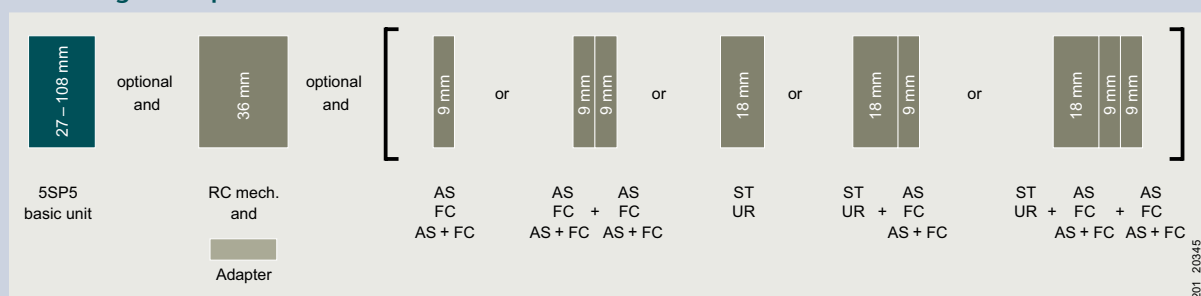 27 – 108 mm
optional
and
36 mm
optional
and
9 mm
or
9 mm
9 mm
or
18 mm
or
18 mm
9 mm
or
18 mm
9 mm
9 mm
5SP5
basic unit
RC mech.
and
Adapter
AS
FC
AS + FC
AS AS
FC + FC
AS + FC AS + FC
ST
UR
ST AS
UR + FC
AS + FC
ST AS AS
UR + FC + FC
AS + FC AS + FC
201_20345